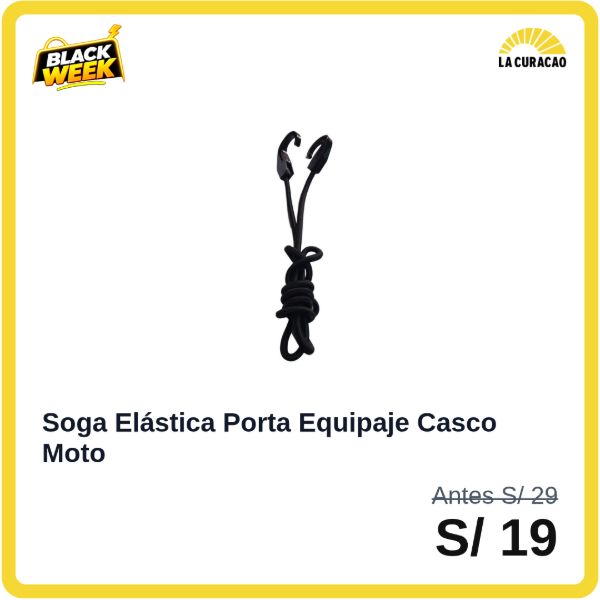 BLACK
WEEK
LA CURACAO
Soga Elástica Porta Equipaje Casco
Moto
Antes S/ 29
S/ 19